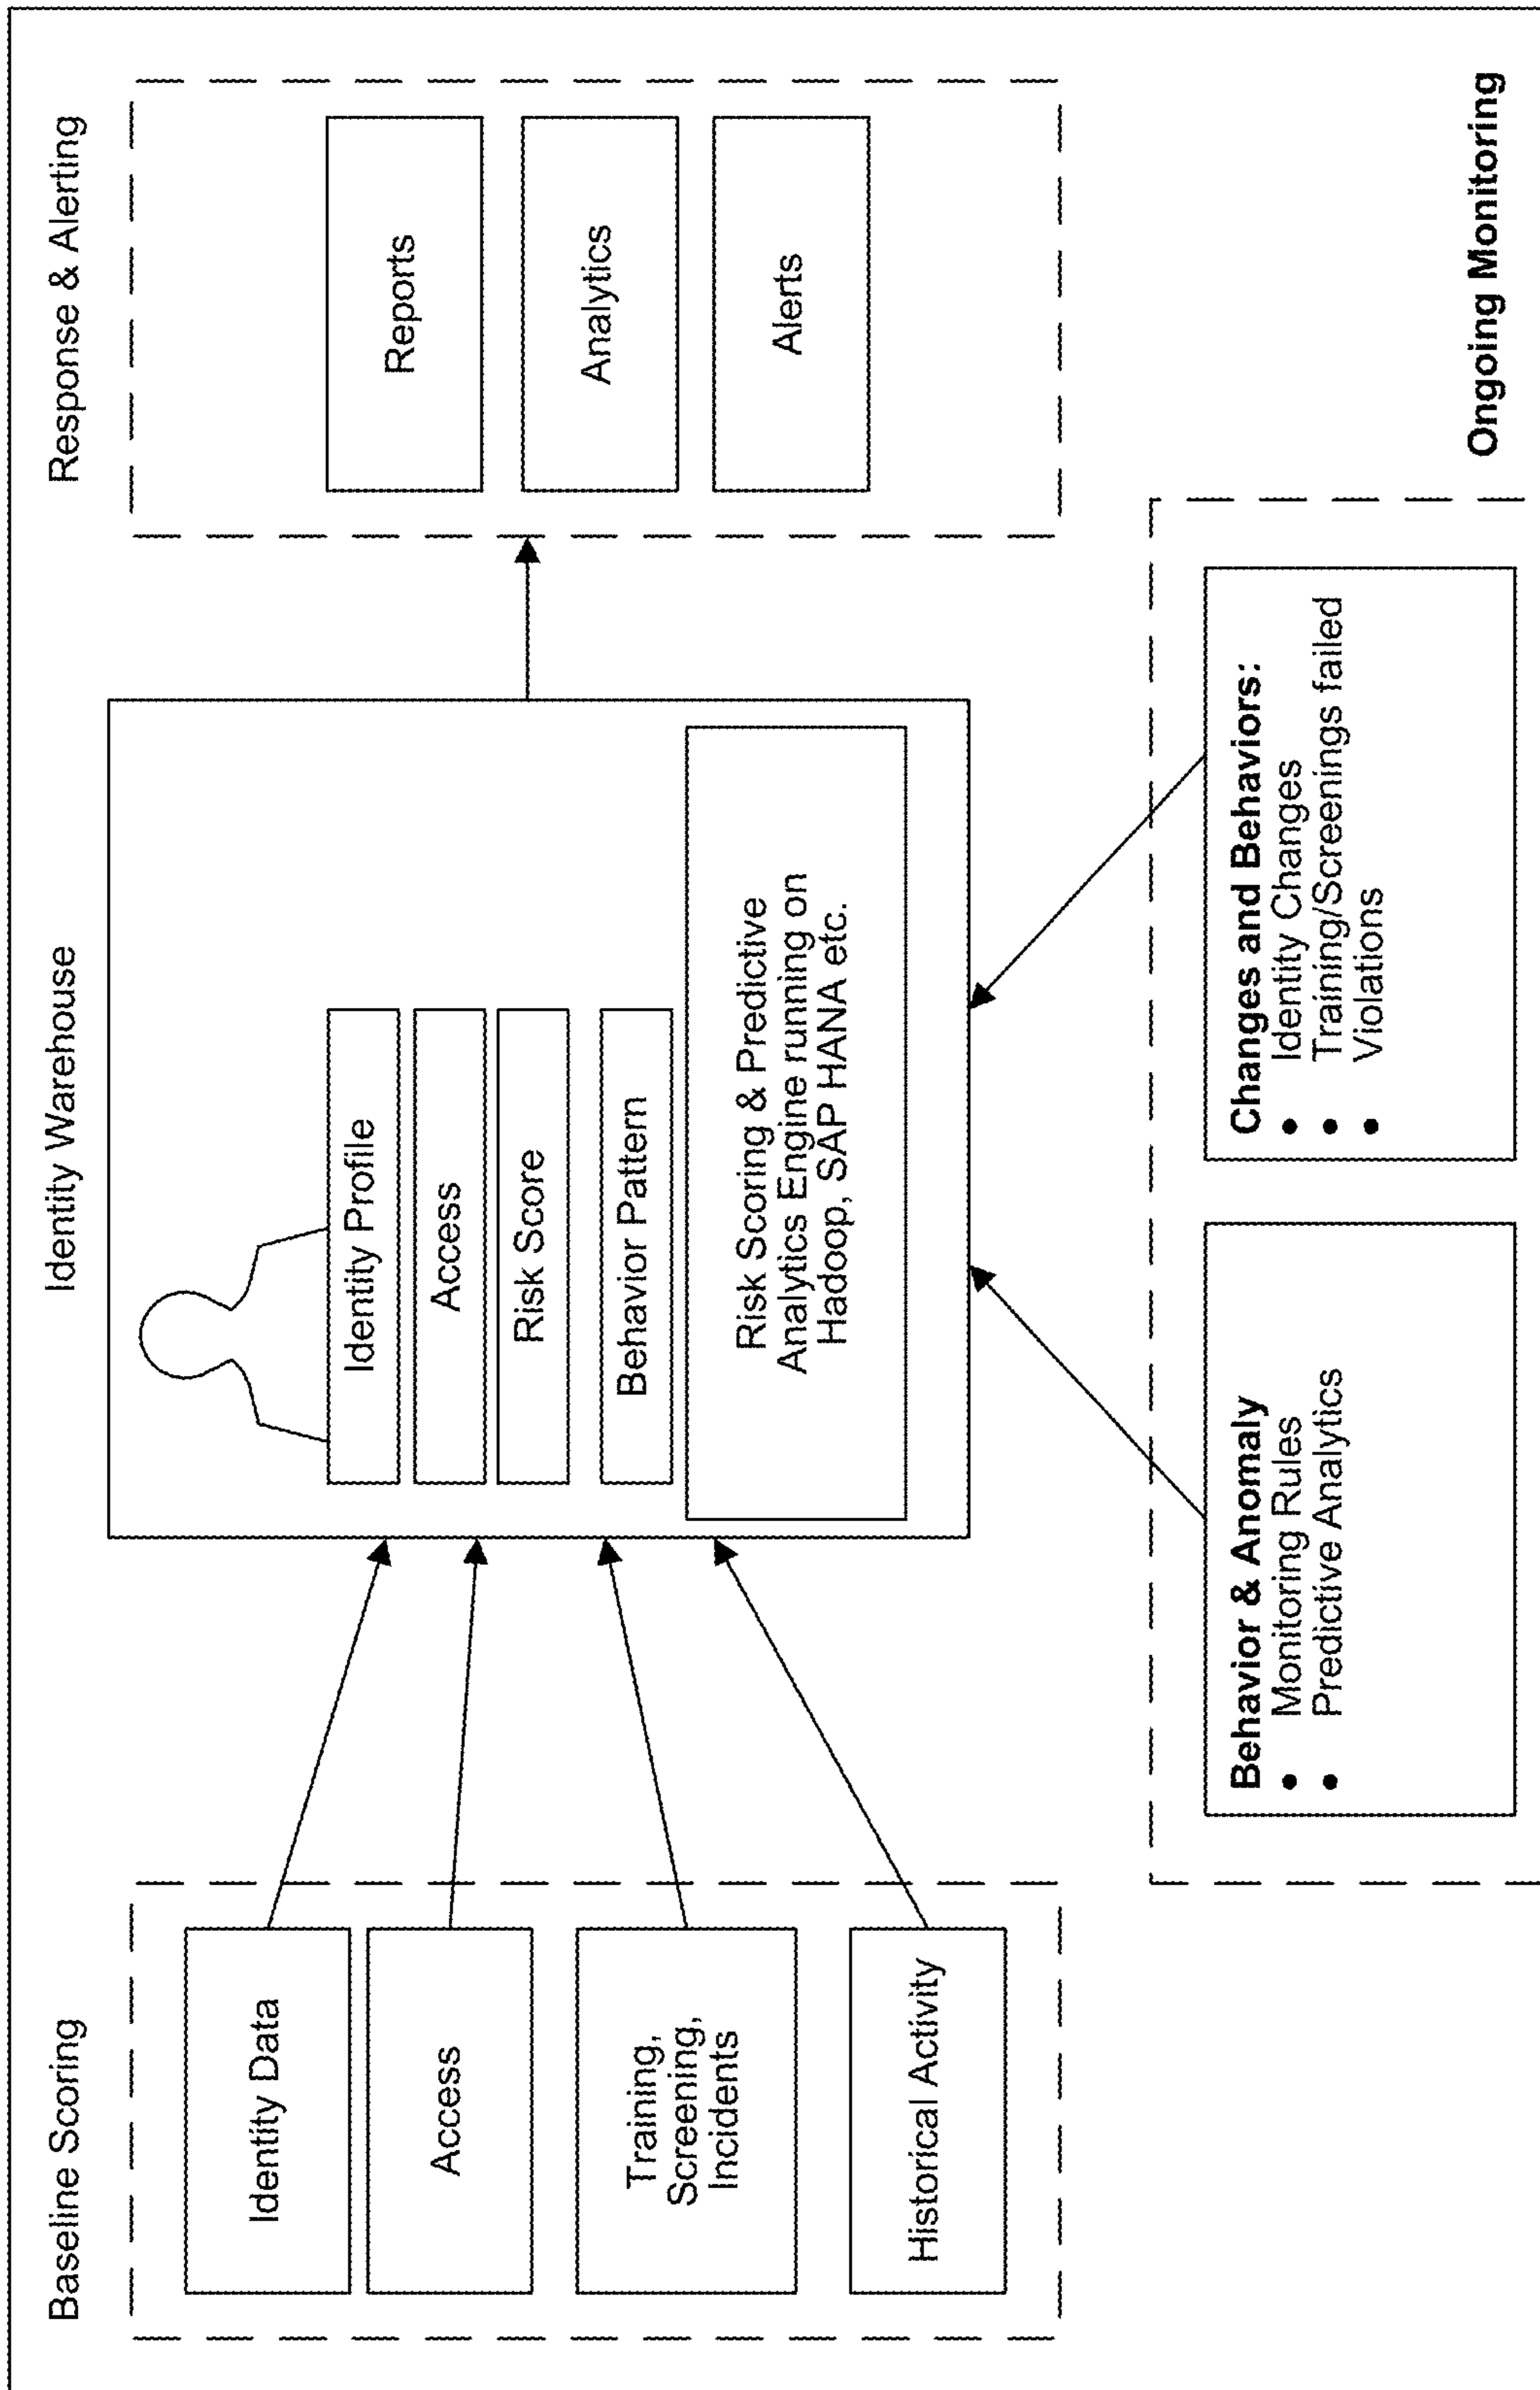 Baseline Scoring
Identity Data
Access
Training,
Screening,
Incidents
Historical Activity
Identity Warehouse
Identity Profile
Access
Risk Score
Behavior Pattern
Risk Scoring & Predictive
Analytics Engine running on
Hadoop, SAP HANA etc.
Response & Alerting
Reports
Analytics
Alerts
Behavior & Anomaly
• Monitoring Rules
• Predictive Analytics
Changes and Behaviors:
• Identity Changes
• Training/Screenings failed
• Violations
Ongoing Monitoring